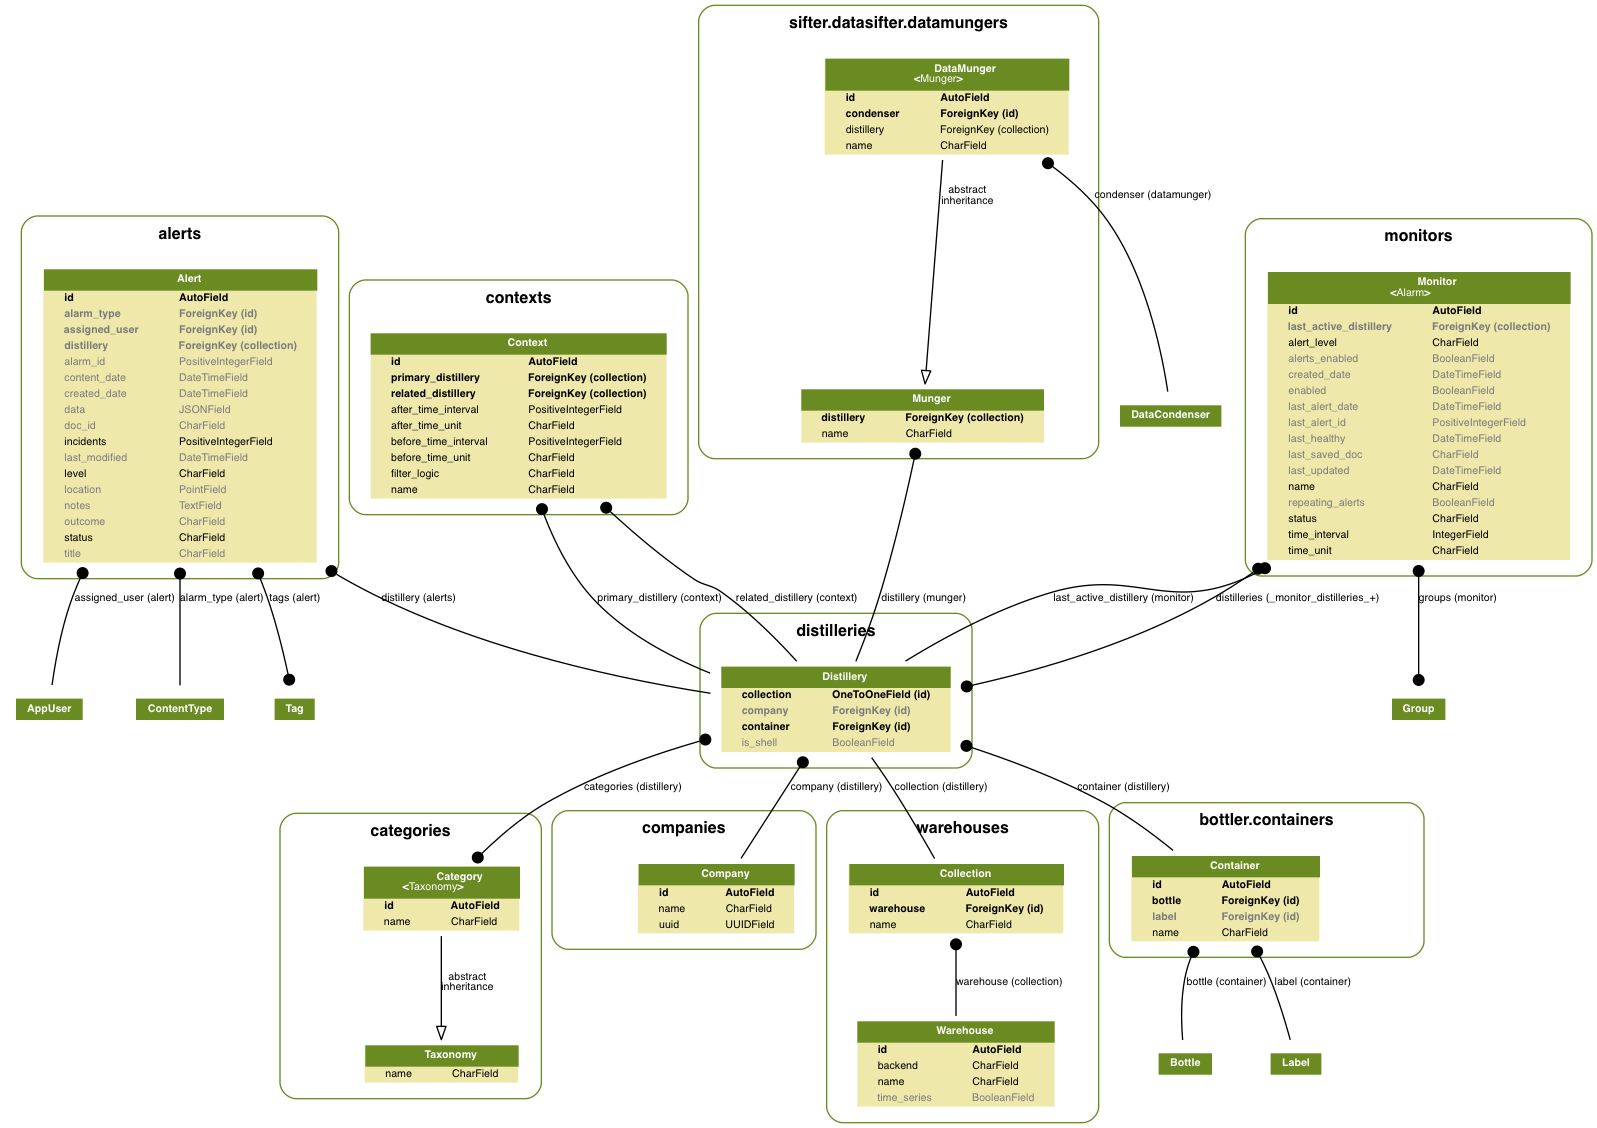 sifter.datasifter.datamungers
DataMunger
<Munger>
id AutoField
condenser ForeignKey (id)
distillery ForeignKey (collection)
name CharField
abstract
inheritance
condenser (datamunger)
Munger
distillery ForeignKey (collection)
name CharField
DataCondenser
alerts
Alert
id AutoField
alarm_type ForeignKey (id)
assigned_user ForeignKey (id)
distillery ForeignKey (collection)
alarm_id PositiveIntegerField
content_date DateTimeField
created_date DateTimeField
data JSONField
doc_id CharField
incidents PositiveIntegerField
last_modified DateTimeField
level CharField
location PointField
notes TextField
outcome CharField
status CharField
title CharField
contexts
Context
id AutoField
primary_distillery ForeignKey (collection)
related_distillery ForeignKey (collection)
after_time_interval PositiveIntegerField
after_time_unit CharField
before_time_interval PositiveIntegerField
before_time_unit CharField
filter_logic CharField
name CharField
monitors
Monitor
<Alarm>
id AutoField
last_active_distillery ForeignKey (collection)
alert_level CharField
alerts_enabled BooleanField
created_date DateTimeField
enabled BooleanField
last_alert_date DateTimeField
last_alert_id PositiveIntegerField
last_healthy DateTimeField
last_saved_doc CharField
last_updated DateTimeField
name CharField
repeating_alerts BooleanField
status CharField
time_interval IntegerField
time_unit CharField
assigned_user (alert) alarm_type (alert) tags (alert) distillery (alerts) primary_distillery (context) related_distillery (context) distillery (munger) last_active_distillery (monitor) distilleries (_monitor_distilleries_+) groups (monitor)
AppUser
ContentType
Tag
Group
distilleries
Distillery
collection OneToOneField (id)
company ForeignKey (id)
container ForeignKey (id)
is_shell BooleanField
categories (distillery) company (distillery) collection (distillery) container (distillery)
categories
Category
<Taxonomy>
id AutoField
name CharField
abstract
inheritance
Taxonomy
name CharField
companies
Company
id AutoField
name CharField
uuid UUIDField
warehouses
Collection
id AutoField
warehouse ForeignKey (id)
name CharField
warehouse (collection)
Warehouse
id AutoField
backend CharField
name CharField
time_series BooleanField
bottler.containers
Container
id AutoField
bottle ForeignKey (id)
label ForeignKey (id)
name CharField
bottle (container) label (container)
Bottle
Label